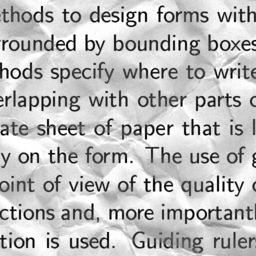 ethods to design forms with
rrounded by bounding boxes
hods specify where to write
erlapping with other parts
ate sheet of paper that is
y on the form. The use of g
oint of view of the quality
ctions and, more importantl
tion is used. Guiding rulers